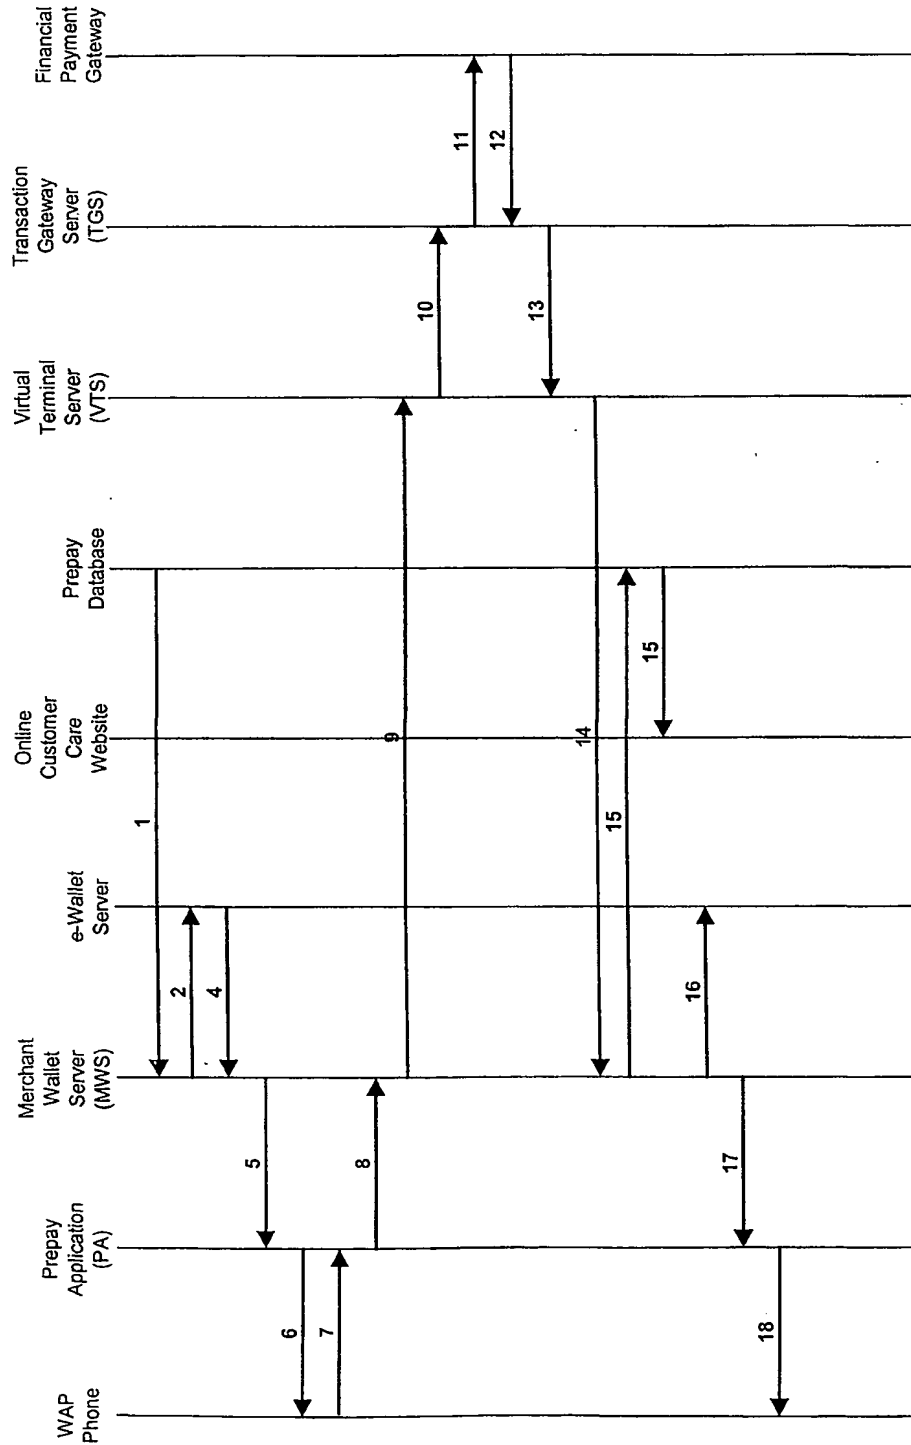 WAP
Phone
Prepay
Application
(PA)
Merchant
Wallet
Server
(MWS)
e-Wallet
Server
Online
Customer
Care
Website
Prepay
Database
Virtual
Terminal
Server
(VTS)
Transaction
Gateway
Server
(TGS)
Financial
Payment
Gateway
1
2
4
5
6
7
8
9
10
11
12
13
14
15
15
16
17
18